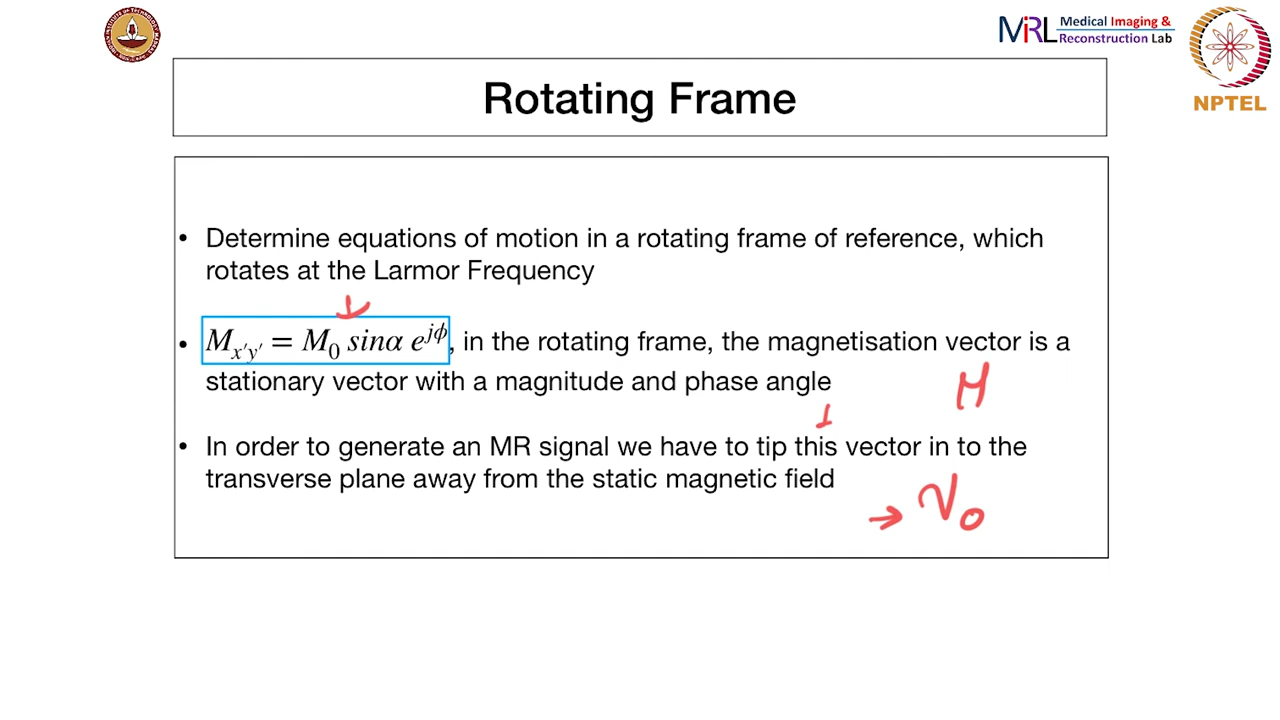 MIRL Medical Imaging &
Reconstruction Lab
NPTEL
Rotating Frame
• Determine equations of motion in a rotating frame of reference, which
rotates at the Larmor Frequency
• Mx′y′ = M0 sinα e^jϕ, in the rotating frame, the magnetisation vector is a
stationary vector with a magnitude and phase angle
• In order to generate an MR signal we have to tip this vector in to the
transverse plane away from the static magnetic field